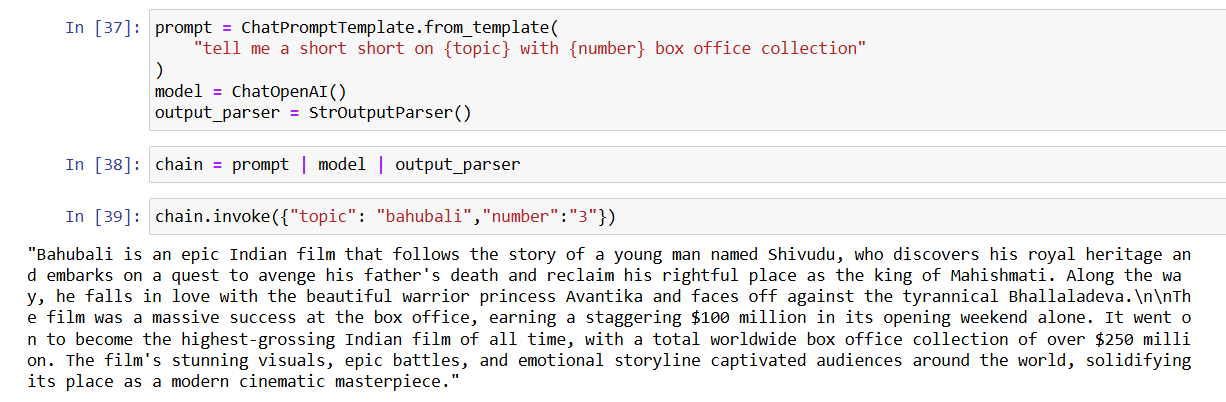 In [37]: prompt = ChatPromptTemplate.from_template(
    "tell me a short short on {topic} with {number} box office collection"
)
model = ChatOpenAI()
output_parser = StrOutputParser()
In [38]: chain = prompt | model | output_parser
In [39]: chain.invoke({"topic": "bahubali","number":"3"})
"Bahubali is an epic Indian film that follows the story of a young man named Shivudu, who discovers his royal heritage an
d embarks on a quest to avenge his father's death and reclaim his rightful place as the king of Mahishmati. Along the wa
y, he falls in love with the beautiful warrior princess Avantika and faces off against the tyrannical Bhallaladeva.\n\nTh
e film was a massive success at the box office, earning a staggering $100 million in its opening weekend alone. It went o
n to become the highest-grossing Indian film of all time, with a total worldwide box office collection of over $250 milli
on. The film's stunning visuals, epic battles, and emotional storyline captivated audiences around the world, solidifying
its place as a modern cinematic masterpiece."